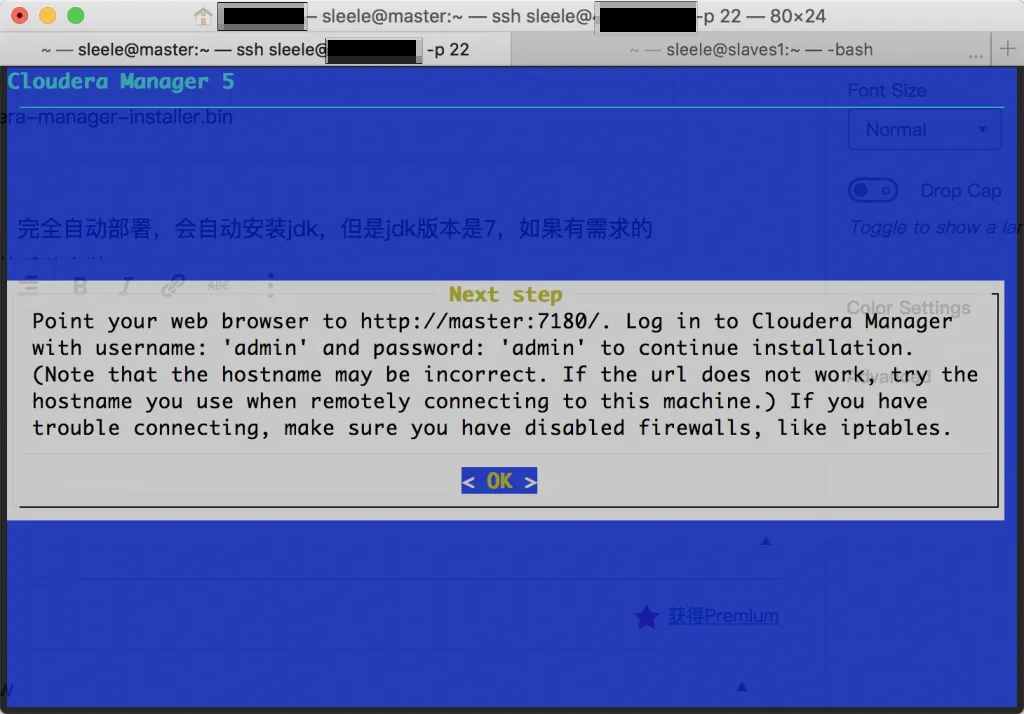 — sleele@master:~ — ssh sleele@ -p 22 — 80×24
~ — sleele@master:~ — ssh sleele@ -p 22
~ — sleele@slaves1:~ — -bash ... +
Cloudera Manager 5
Font Size
era-manager-installer.bin
Normal
Drop Cap
完全自动部署，会自动安装jdk，但是jdk版本是7，如果有需求的
Toggle to show a lar
B I ABC
Next step
Color Settings
Point your web browser to http://master:7180/. Log in to Cloudera Manager
with username: 'admin' and password: 'admin' to continue installation.
(Note that the hostname may be incorrect. If the url does not work, try the
Advanced
hostname you use when remotely connecting to this machine.) If you have
trouble connecting, make sure you have disabled firewalls, like iptables.
< OK >
获得Premium